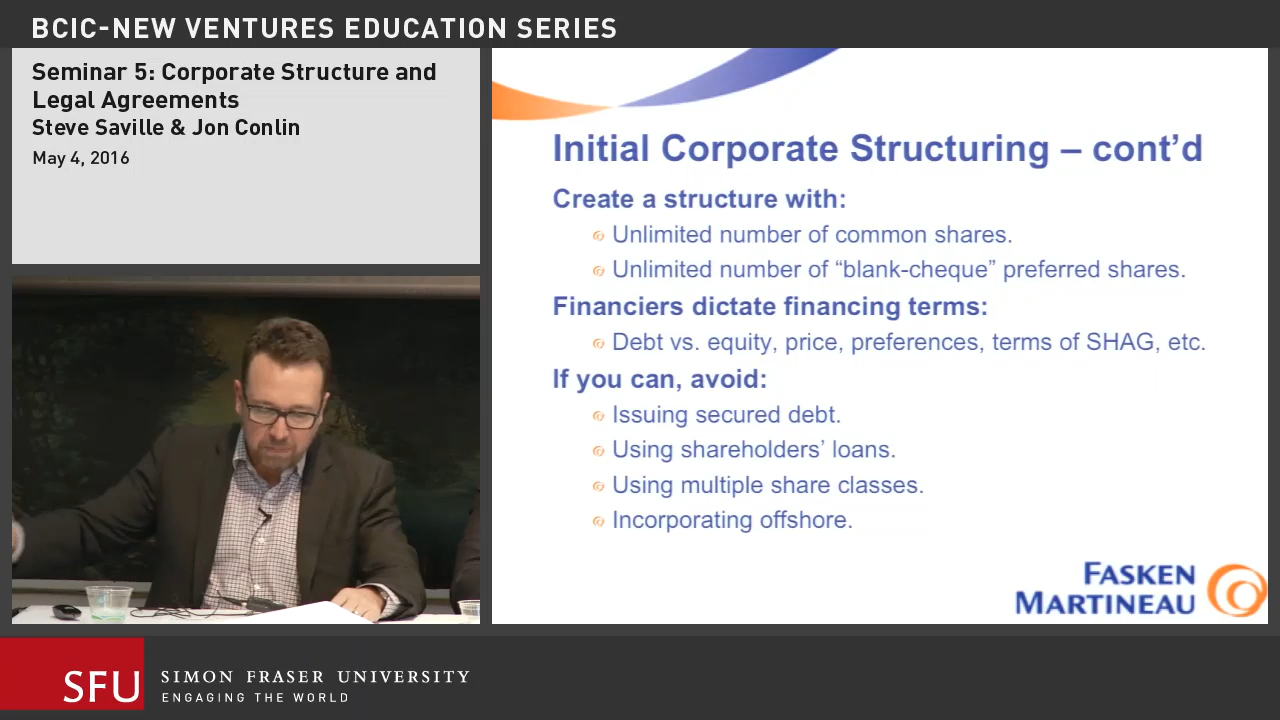 BCIC-NEW VENTURES EDUCATION SERIES
Seminar 5: Corporate Structure and
Legal Agreements
Steve Saville & Jon Conlin
May 4, 2016
Initial Corporate Structuring – cont’d
Create a structure with:
Unlimited number of common shares.
Unlimited number of “blank-cheque” preferred shares.
Financiers dictate financing terms:
Debt vs. equity, price, preferences, terms of SHAG, etc.
If you can, avoid:
Issuing secured debt.
Using shareholders’ loans.
Using multiple share classes.
Incorporating offshore.
FASKEN
MARTINEAU
SFU
SIMON FRASER UNIVERSITY
ENGAGING THE WORLD